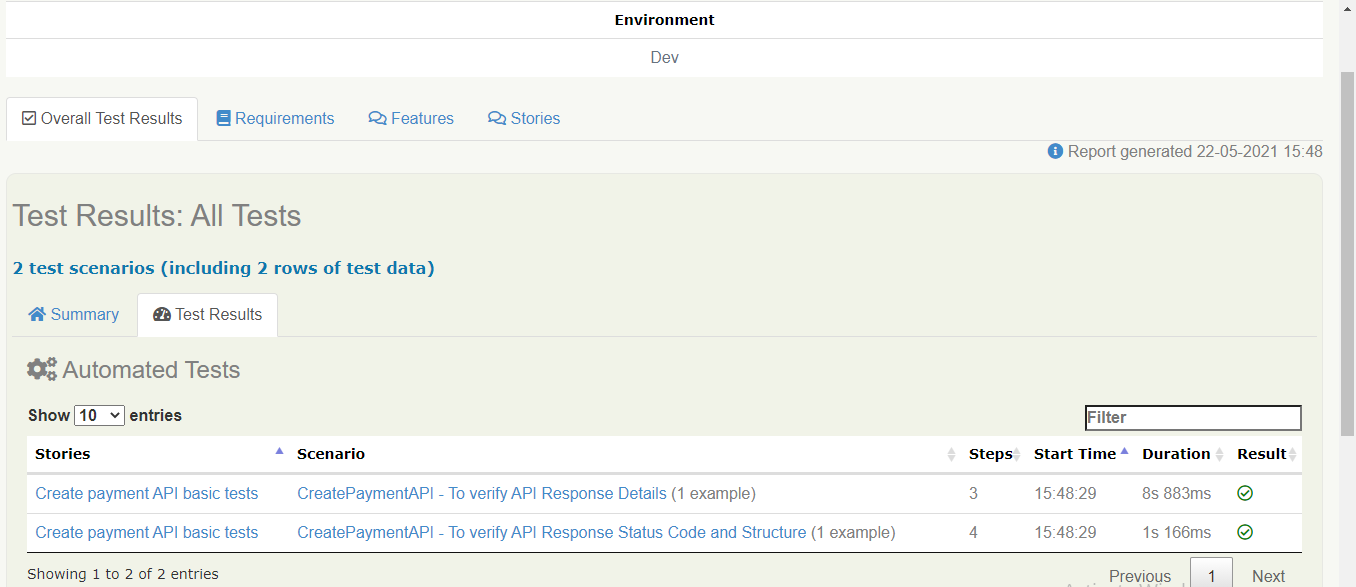 Environment
Dev
Overall Test Results Requirements Features Stories
Report generated 22-05-2021 15:48
Test Results: All Tests
2 test scenarios (including 2 rows of test data)
Summary Test Results
Automated Tests
Show 10 entries Filter
Stories Scenario Steps Start Time Duration Result
Create payment API basic tests CreatePaymentAPI - To verify API Response Details (1 example) 3 15:48:29 8s 883ms
Create payment API basic tests CreatePaymentAPI - To verify API Response Status Code and Structure (1 example) 4 15:48:29 1s 166ms
Showing 1 to 2 of 2 entries Previous 1 Next